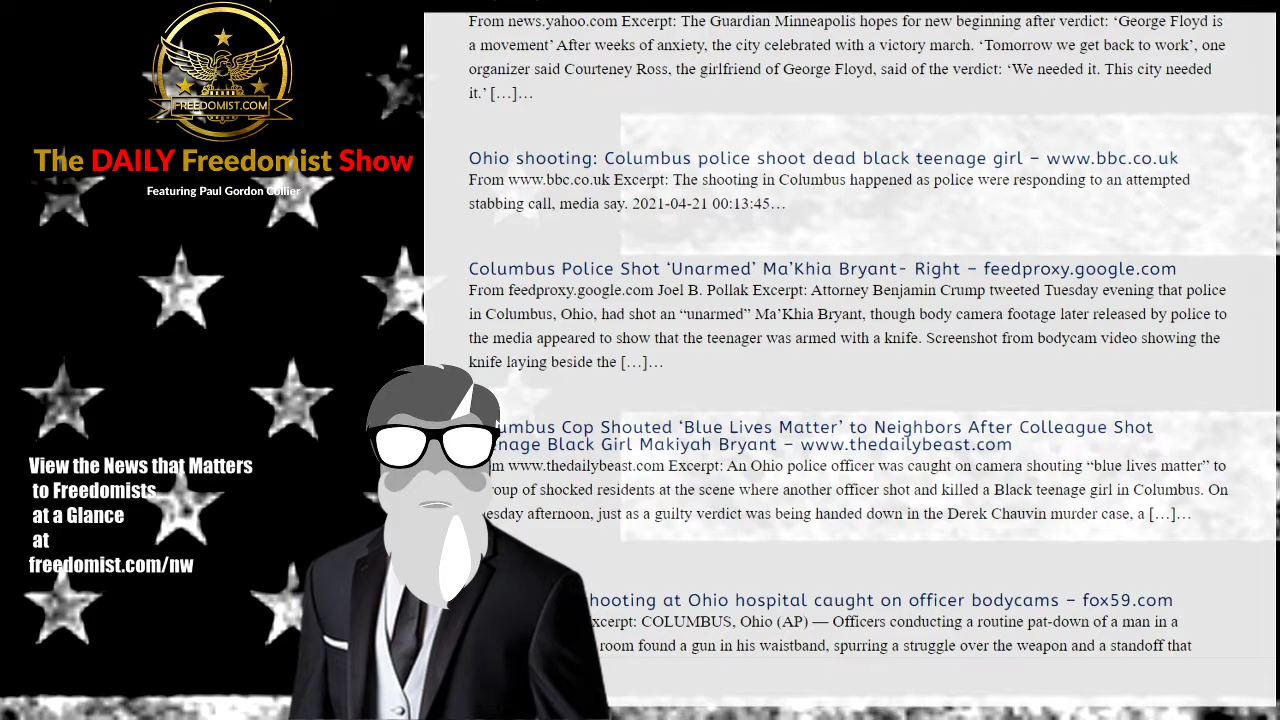 FREEDOMIST.COM
The DAILY Freedomist Show
Featuring Paul Gordon Collier
View the News that Matters
to Freedomists
at a Glance
at
freedomist.com/nw
From news.yahoo.com Excerpt: The Guardian Minneapolis hopes for new beginning after verdict: ‘George Floyd is
a movement’ After weeks of anxiety, the city celebrated with a victory march. ‘Tomorrow we get back to work’, one
organizer said Courteney Ross, the girlfriend of George Floyd, said of the verdict: ‘We needed it. This city needed
it.’ […]…
Ohio shooting: Columbus police shoot dead black teenage girl – www.bbc.co.uk
From www.bbc.co.uk Excerpt: The shooting in Columbus happened as police were responding to an attempted
stabbing call, media say. 2021-04-21 00:13:45…
Columbus Police Shot ‘Unarmed’ Ma’Khia Bryant- Right – feedproxy.google.com
From feedproxy.google.com Joel B. Pollak Excerpt: Attorney Benjamin Crump tweeted Tuesday evening that police
in Columbus, Ohio, had shot an “unarmed” Ma’Khia Bryant, though body camera footage later released by police to
the media appeared to show that the teenager was armed with a knife. Screenshot from bodycam video showing the
knife laying beside the […]…
umbus Cop Shouted ‘Blue Lives Matter’ to Neighbors After Colleague Shot
enage Black Girl Makiyah Bryant – www.thedailybeast.com
m www.thedailybeast.com Excerpt: An Ohio police officer was caught on camera shouting “blue lives matter” to
roup of shocked residents at the scene where another officer shot and killed a Black teenage girl in Columbus. On
esday afternoon, just as a guilty verdict was being handed down in the Derek Chauvin murder case, a […]…
hooting at Ohio hospital caught on officer bodycams – fox59.com
xcerpt: COLUMBUS, Ohio (AP) — Officers conducting a routine pat-down of a man in a
room found a gun in his waistband, spurring a struggle over the weapon and a standoff that